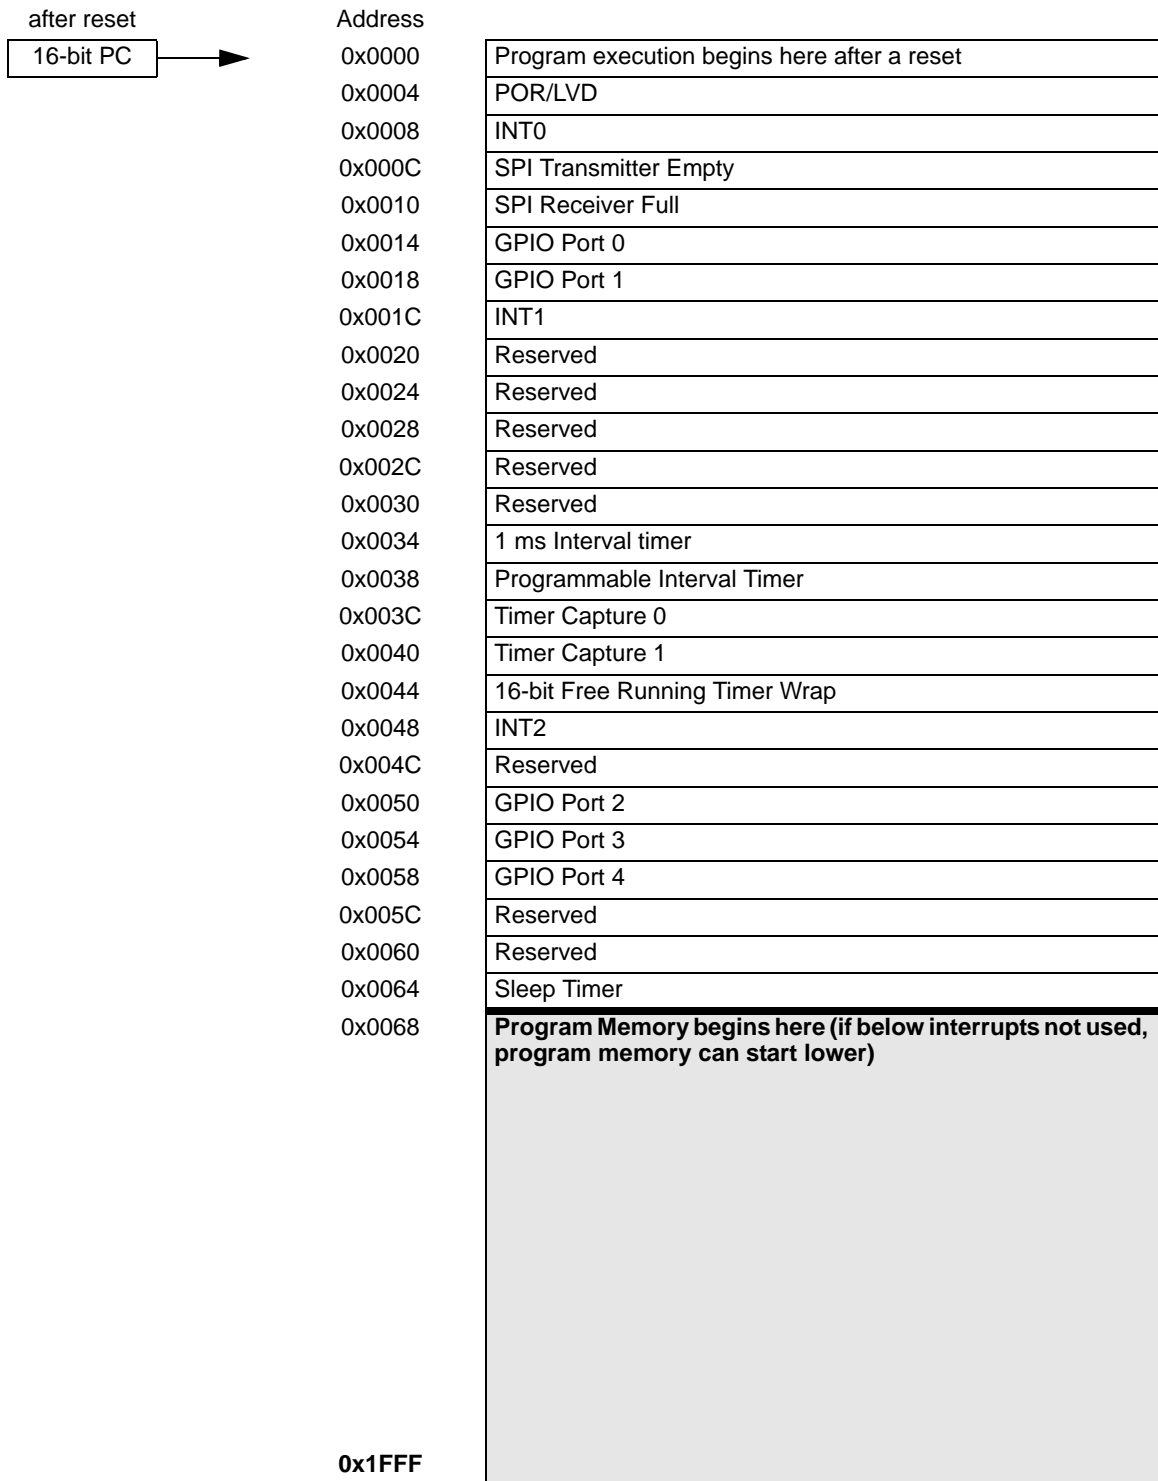 after reset Address
16-bit PC 0x0000 Program execution begins here after a reset
0x0004 POR/LVD
0x0008 INT0
0x000C SPI Transmitter Empty
0x0010 SPI Receiver Full
0x0014 GPIO Port 0
0x0018 GPIO Port 1
0x001C INT1
0x0020 Reserved
0x0024 Reserved
0x0028 Reserved
0x002C Reserved
0x0030 Reserved
0x0034 1 ms Interval timer
0x0038 Programmable Interval Timer
0x003C Timer Capture 0
0x0040 Timer Capture 1
0x0044 16-bit Free Running Timer Wrap
0x0048 INT2
0x004C Reserved
0x0050 GPIO Port 2
0x0054 GPIO Port 3
0x0058 GPIO Port 4
0x005C Reserved
0x0060 Reserved
0x0064 Sleep Timer
0x0068 Program Memory begins here (if below interrupts not used,
program memory can start lower)
0x1FFF